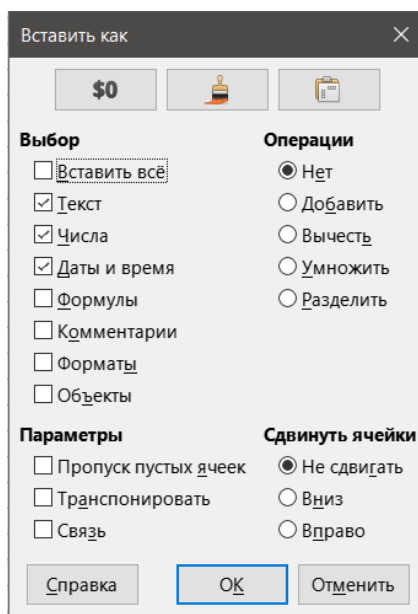 Вставить как
$0
Выбор
Вставить всё
Текст
Числа
Даты и время
Формулы
Комментарии
Форматы
Объекты
Операции
Нет
Добавить
Вычесть
Умножить
Разделить
Параметры
Пропуск пустых ячеек
Транспонировать
Связь
Сдвинуть ячейки
Не сдвигать
Вниз
Вправо
Справка
OK
Отменить